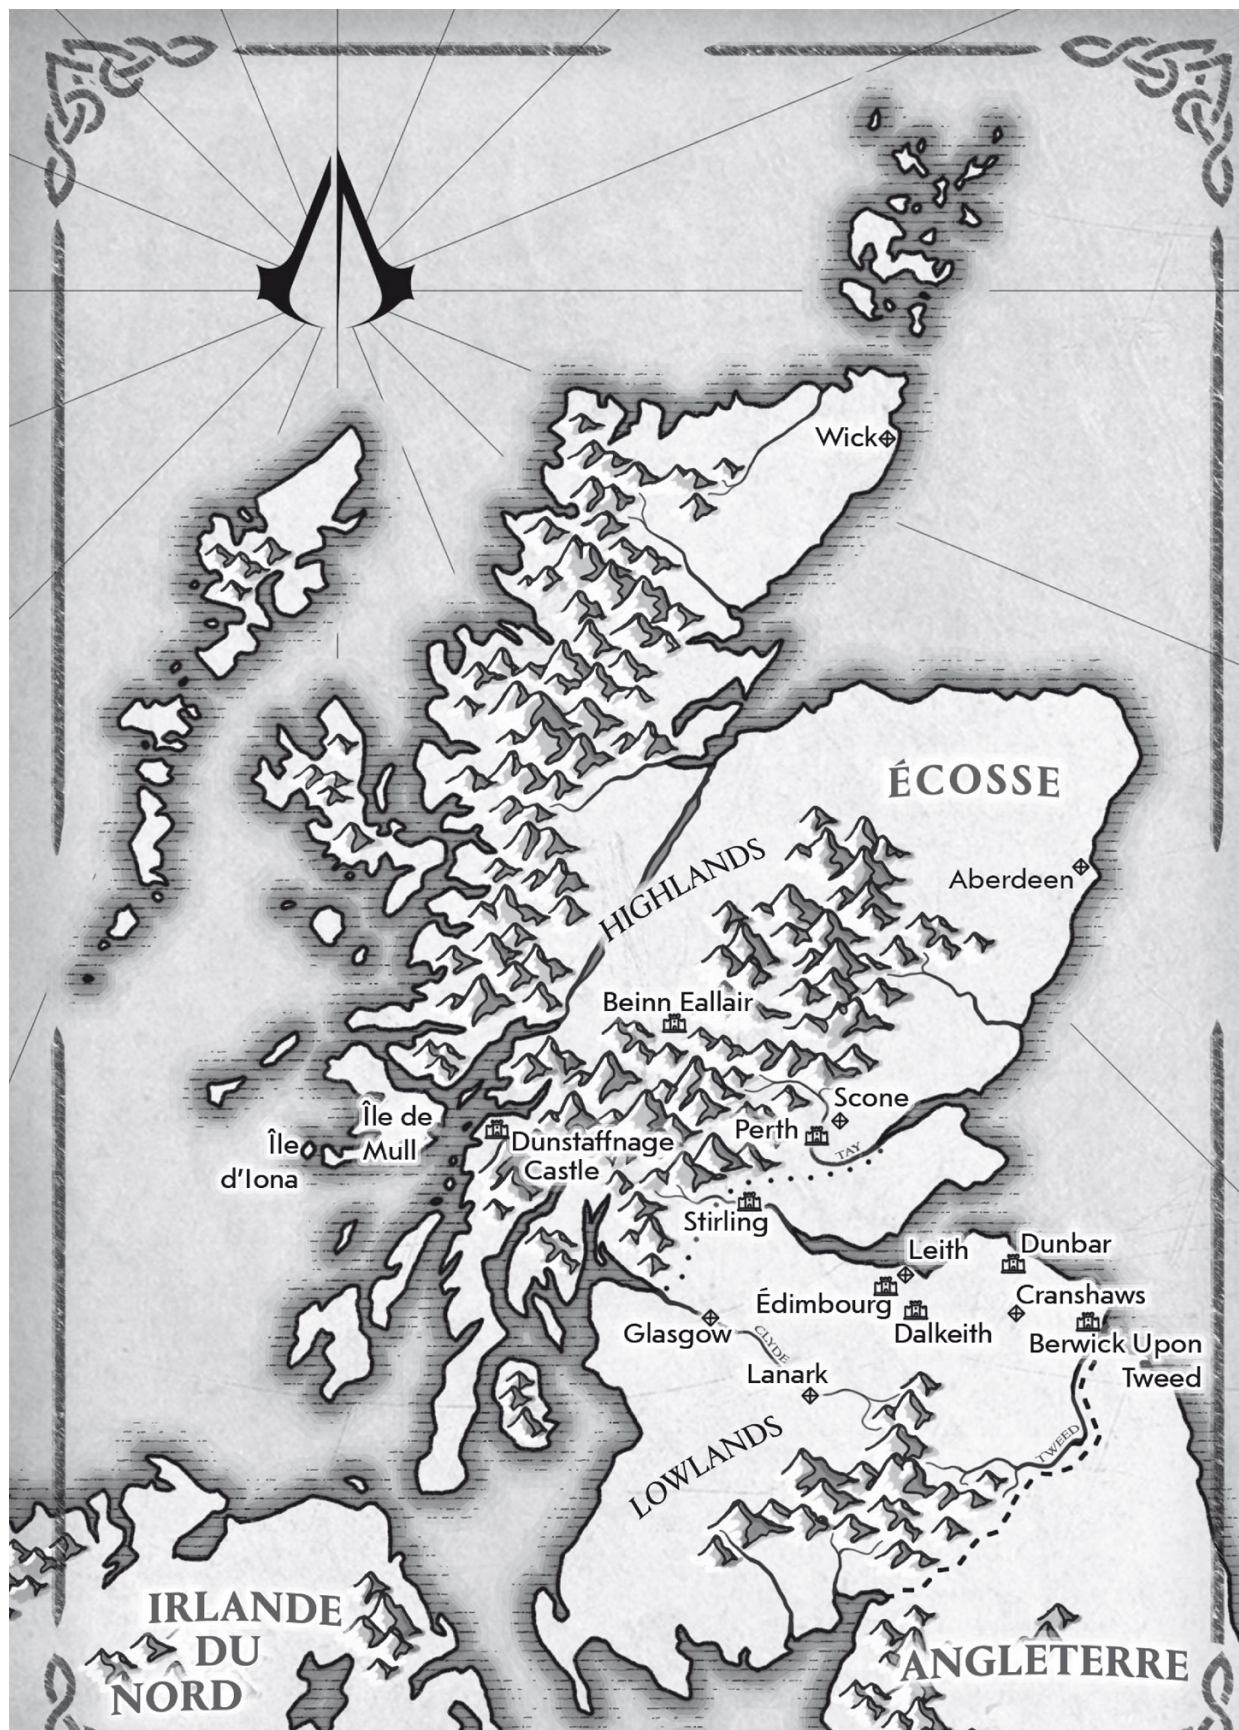 Wick
ÉCOSSE
HIGHLANDS
Aberdeen
Beinn Eallair
Scone
Île de
Mull
Perth
Île
d'Iona
Dunstaffnage
Castle
TAY
Stirling
Leith
Dunbar
Édimbourg
Cranshaws
Glasgow
CLYDE
Dalkeith
Berwick Upon
Tweed
Lanark
LOWLANDS
TWEED
IRLANDE
DU
NORD
ANGLETERRE